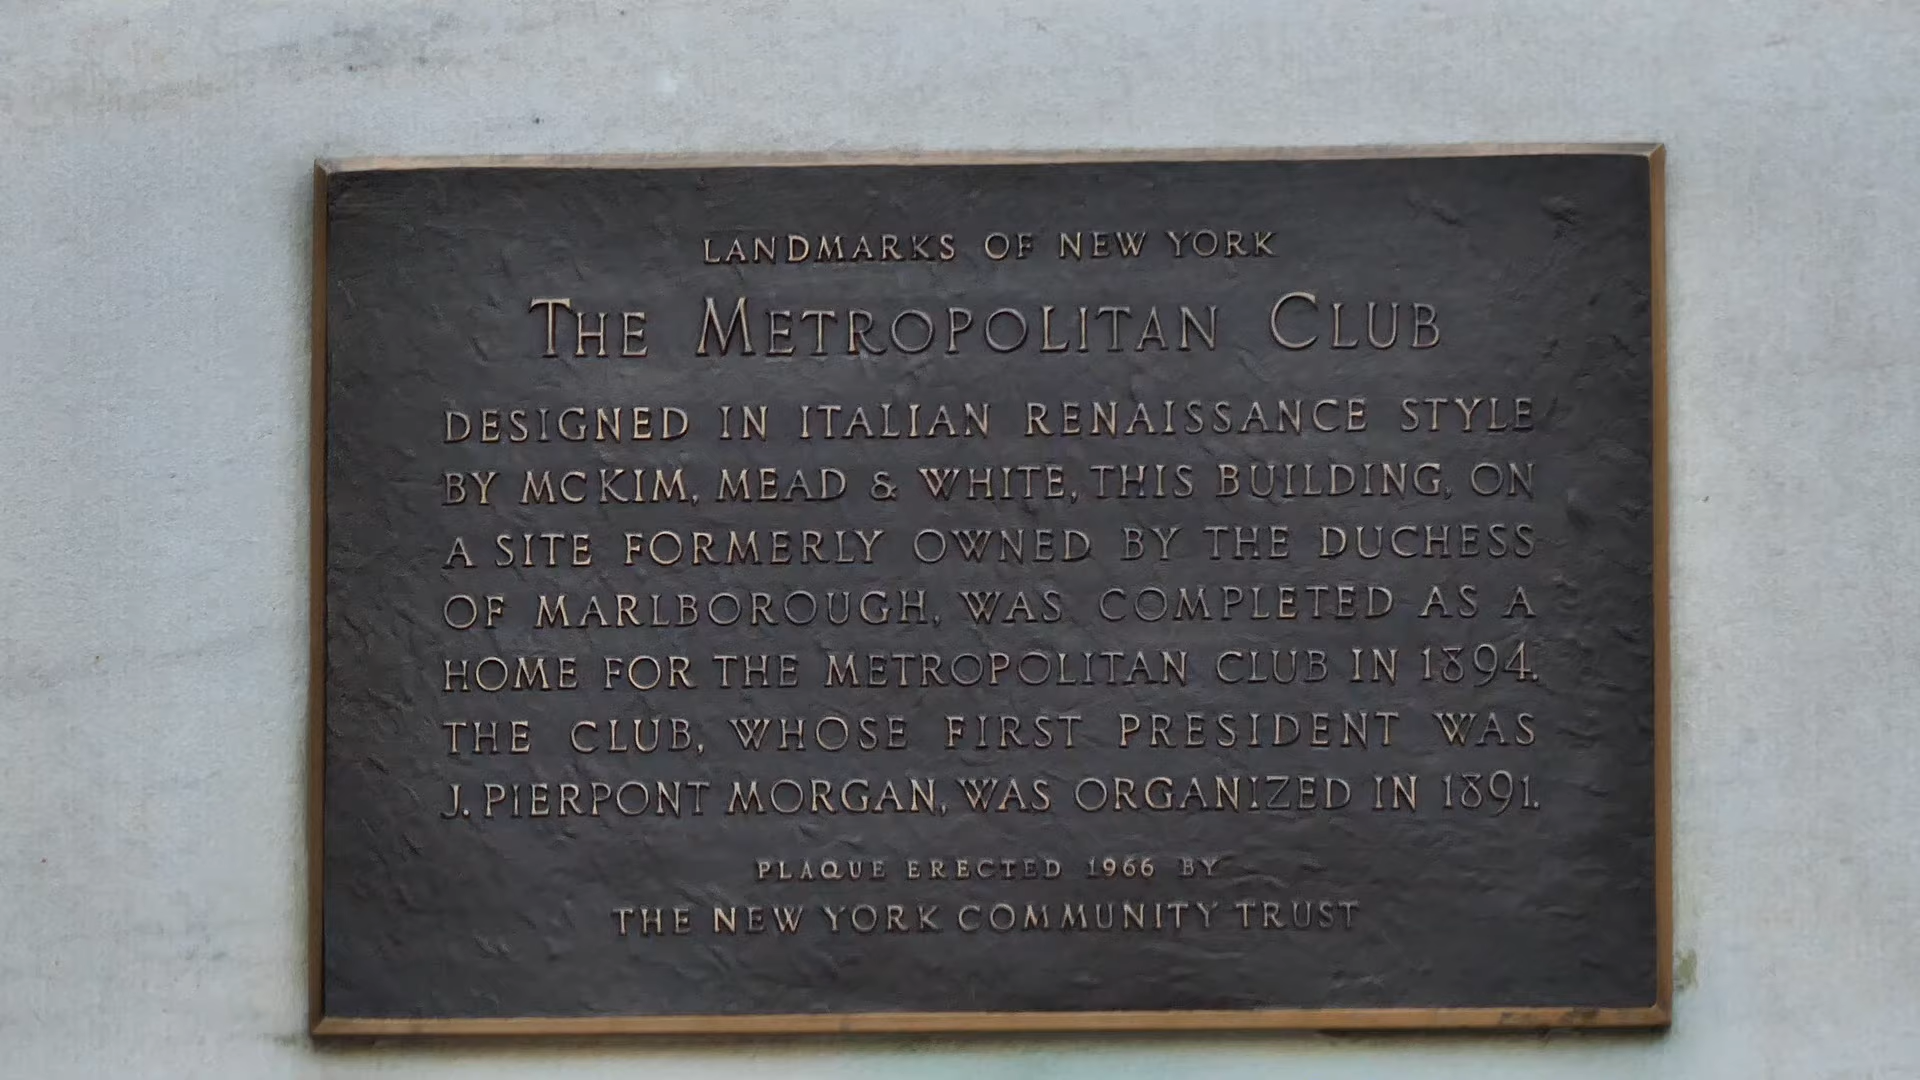 LANDMARKS OF NEW YORK
THE METROPOLITAN CLUB
DESIGNED IN ITALIAN RENAISSANCE STYLE
BY MCKIM, MEAD & WHITE, THIS BUILDING, ON
A SITE FORMERLY OWNED BY THE DUCHESS
OF MARLBOROUGH, WAS COMPLETED AS A
HOME FOR THE METROPOLITAN CLUB IN 1894.
THE CLUB, WHOSE FIRST PRESIDENT WAS
J. PIERPONT MORGAN, WAS ORGANIZED IN 1891.
PLAQUE ERECTED 1966 BY
THE NEW YORK COMMUNITY TRUST